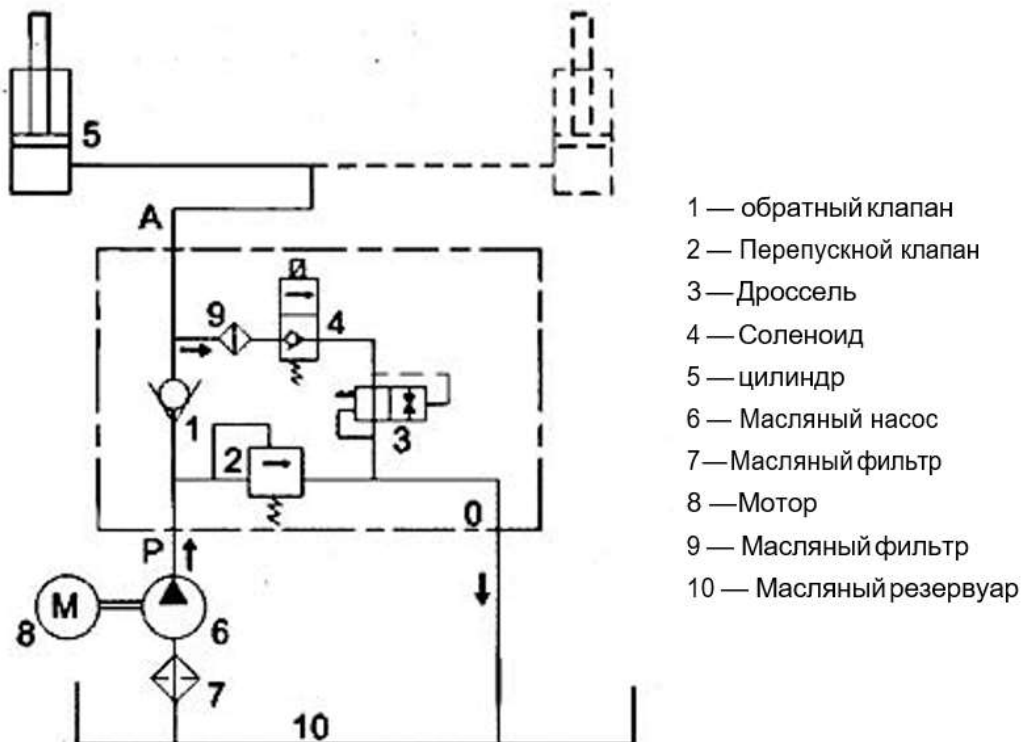 5
A
9
4
1
3
2
0
P
M
8
6
7
10
1 — обратный клапан
2 — Перепускной клапан
3 — Дроссель
4 — Соленоид
5 — цилиндр
6 — Масляный насос
7 — Масляный фильтр
8 — Мотор
9 — Масляный фильтр
10 — Масляный резервуар